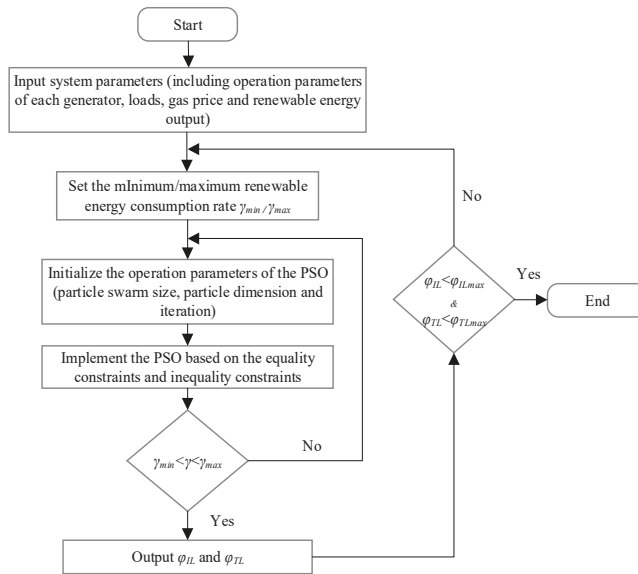 Start
Input system parameters (including operation parameters
of each generator, loads, gas price and renewable energy
output)
Set the mInimum/maximum renewable
energy consumption rate γmin/γmax
Initialize the operation parameters of the PSO
(particle swarm size, particle dimension and
iteration)
Implement the PSO based on the equality
constraints and inequality constraints
γmin<γ<γmax
No
Yes
Output φIL and φTL
φIL<φILmax
&
φTL<φTLmax
No
Yes
End